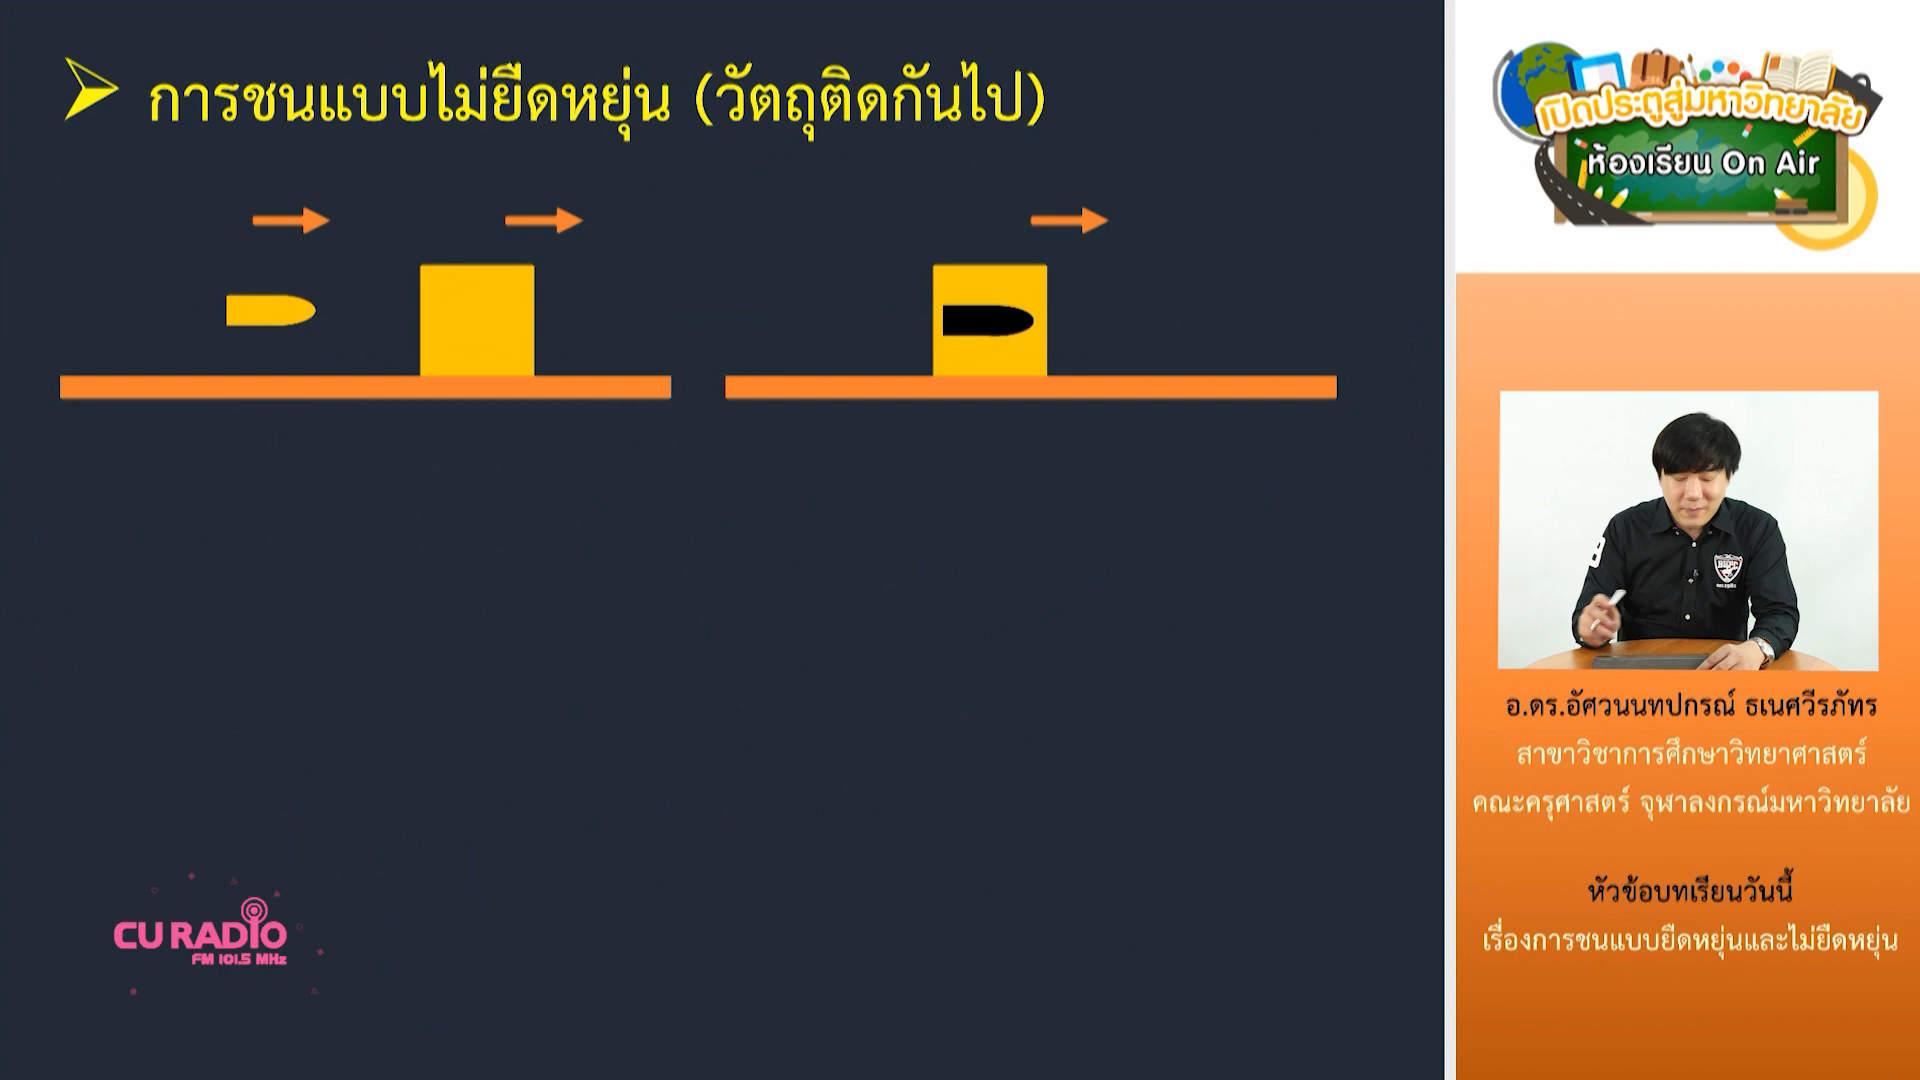 การชนแบบไม่ยืดหยุ่น (วัตถุติดกันไป)
เปิดประตูสู่มหาวิทยาลัย
ห้องเรียน On Air
อ.ดร.อัศวนนทปกรณ์ ธเนศวีรภัทร
สาขาวิชาการศึกษาวิทยาศาสตร์
คณะครุศาสตร์ จุฬาลงกรณ์มหาวิทยาลัย
หัวข้อบทเรียนวันนี้
เรื่องการชนแบบยืดหยุ่นและไม่ยืดหยุ่น
CU RADIO
FM 101.5 MHz